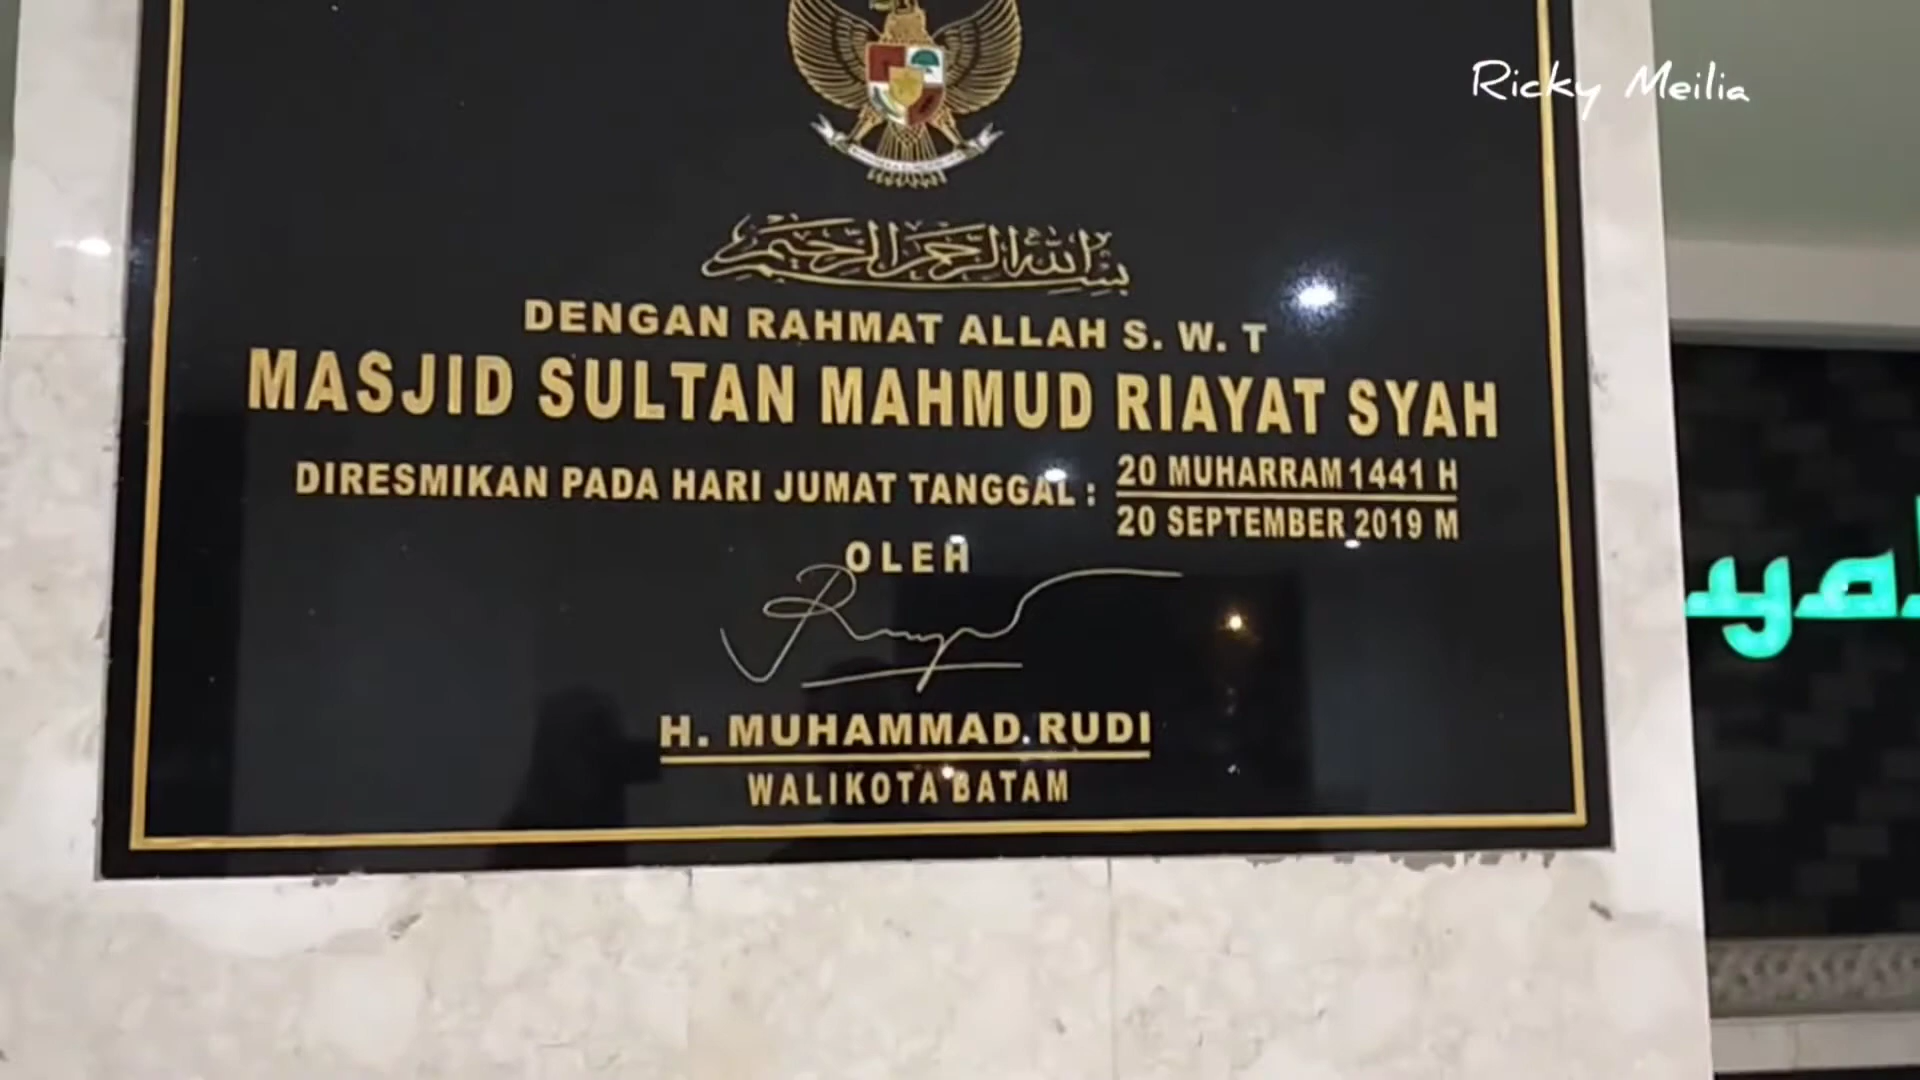 Ricky Meilia
بسم الله الرحمن الرحيم
DENGAN RAHMAT ALLAH S. W. T
MASJID SULTAN MAHMUD RIAYAT SYAH
DIRESMIKAN PADA HARI JUMAT TANGGAL : 20 MUHARRAM 1441 H
20 SEPTEMBER 2019 M
OLEH
H. MUHAMMAD RUDI
WALIKOTA BATAM